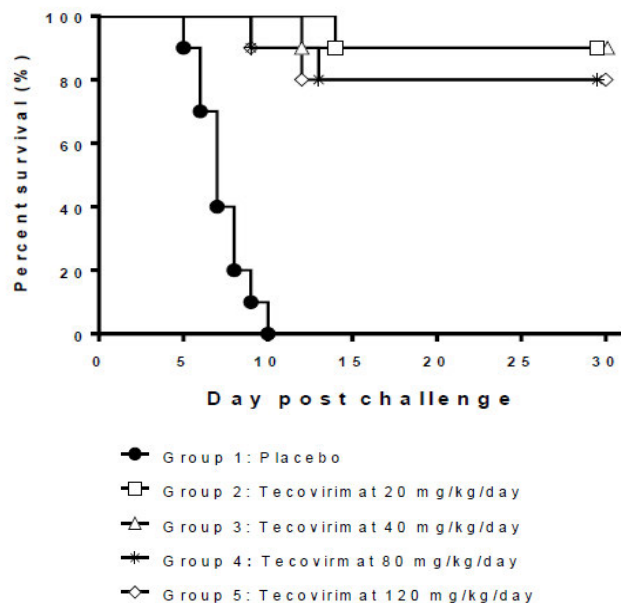 100
80
60
40
20
0
Percent survival (%)
0 5 10 15 20 25 30
Day post challenge
Group 1: Placebo
Group 2: Tecovirimat 20 mg/kg/day
Group 3: Tecovirimat 40 mg/kg/day
Group 4: Tecovirmat 80 mg/kg/day
Group 5: Tecovirimat 120 mg/kg/day